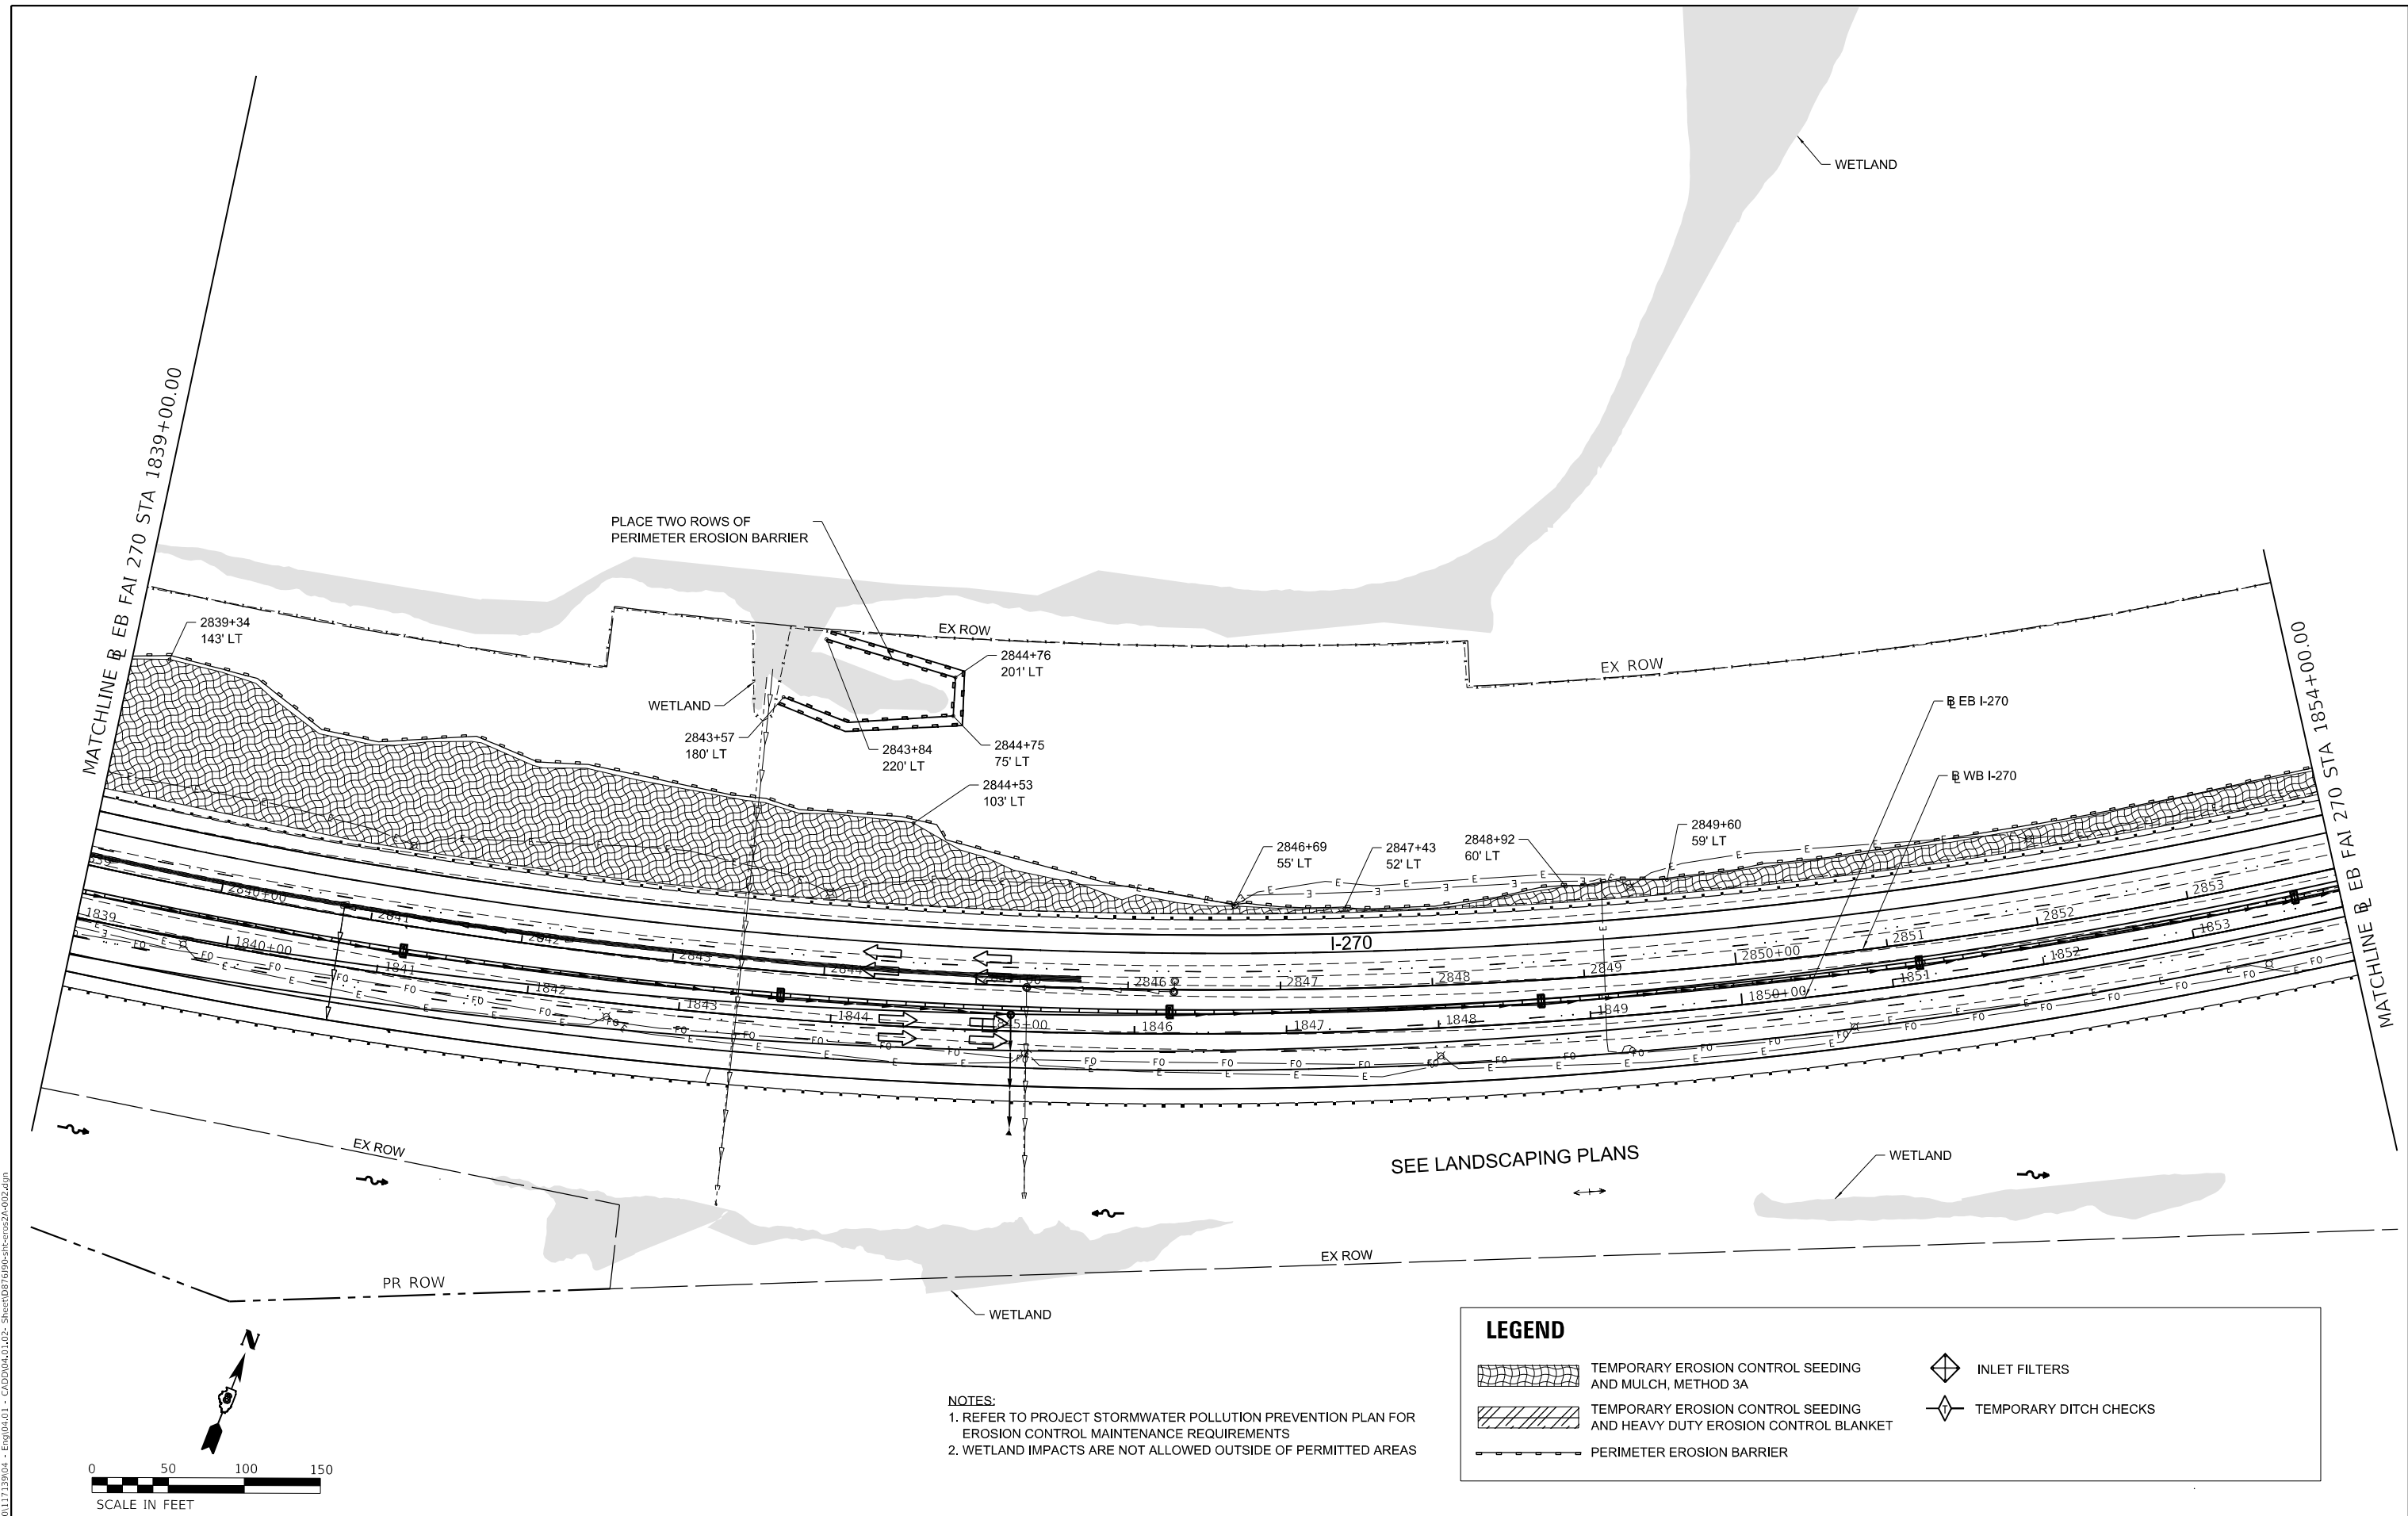 WETLAND
MATCHLINE ℄ EB FAI 270 STA 1839+00.00
PLACE TWO ROWS OF
PERIMETER EROSION BARRIER
2839+34
143' LT
EX ROW
2844+76
201' LT
EX ROW
WETLAND
2843+57
180' LT
2843+84
220' LT
2844+75
75' LT
2844+53
103' LT
B EB I-270
B WB I-270
MATCHLINE B EB FAI 270 STA 1854+00.00
2846+69
55' LT
2847+43
52' LT
2848+92
60' LT
2849+60
59' LT
I-270
2840+00
2841
2842
2843
2844
2846
2847
2848
2849
2850+00
2851
2852
2853
1839
1840+00
1841
1842
1843
1844
1846
1847
1848
1849
1850+00
1851
1852
1853
EX ROW
SEE LANDSCAPING PLANS
WETLAND
EX ROW
PR ROW
WETLAND
N
8
0 50 100 150
SCALE IN FEET
NOTES:
1. REFER TO PROJECT STORMWATER POLLUTION PREVENTION PLAN FOR
EROSION CONTROL MAINTENANCE REQUIREMENTS
2. WETLAND IMPACTS ARE NOT ALLOWED OUTSIDE OF PERMITTED AREAS
LEGEND
TEMPORARY EROSION CONTROL SEEDING
AND MULCH, METHOD 3A
TEMPORARY EROSION CONTROL SEEDING
AND HEAVY DUTY EROSION CONTROL BLANKET
PERIMETER EROSION BARRIER
INLET FILTERS
T
TEMPORARY DITCH CHECKS